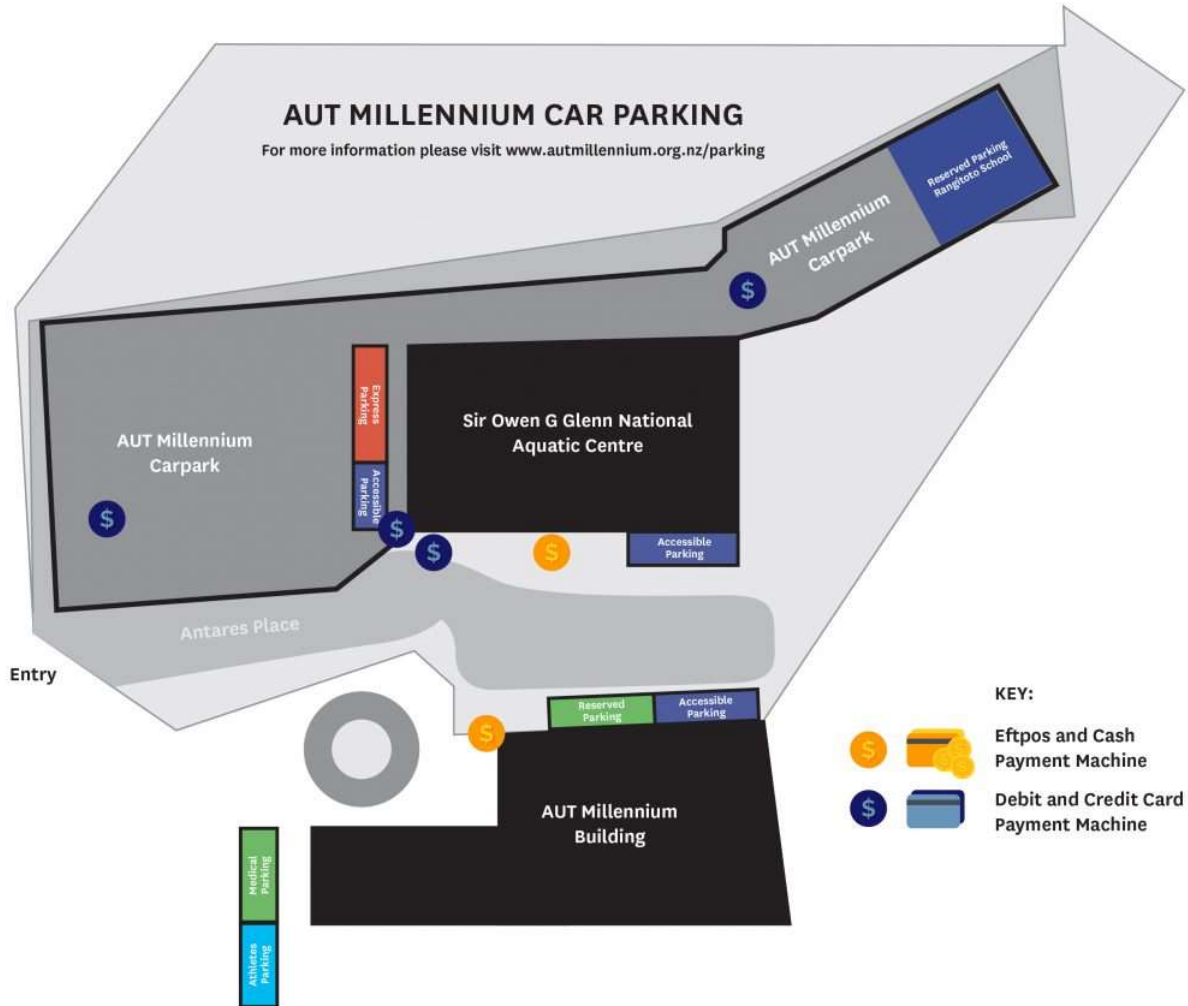 AUT MILLENNIUM CAR PARKING
For more information please visit www.autmillennium.org.nz/parking
Reserved Parking
Rangitoto School
AUT Millennium
Carpark
$
Express
Parking
Sir Owen G Glenn National
Aquatic Centre
AUT Millennium
Carpark
Accessible
Parking
$
$
$
$
Accessible
Parking
Antares Place
Entry
Reserved
Parking
Accessible
Parking
$
KEY:
$
$
Eftpos and Cash
Payment Machine
$
Debit and Credit Card
Payment Machine
AUT Millennium
Building
Medical
Parking
Athletes
Parking